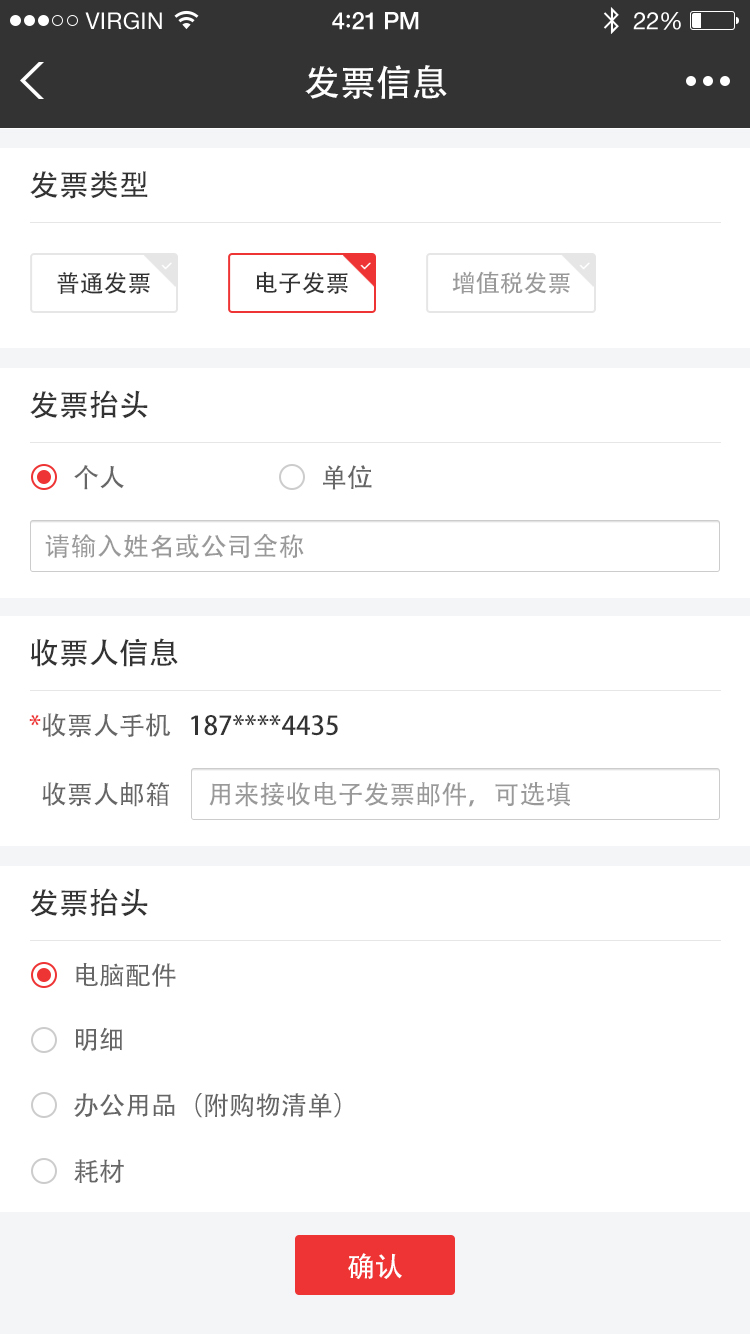 VIRGIN 4:21 PM 22%
发票信息
发票类型
普通发票 电子发票 增值税发票
发票抬头
个人 单位
请输入姓名或公司全称
收票人信息
*收票人手机 187****4435
收票人邮箱 用来接收电子发票邮件，可选填
发票抬头
电脑配件
明细
办公用品（附购物清单）
耗材
确认